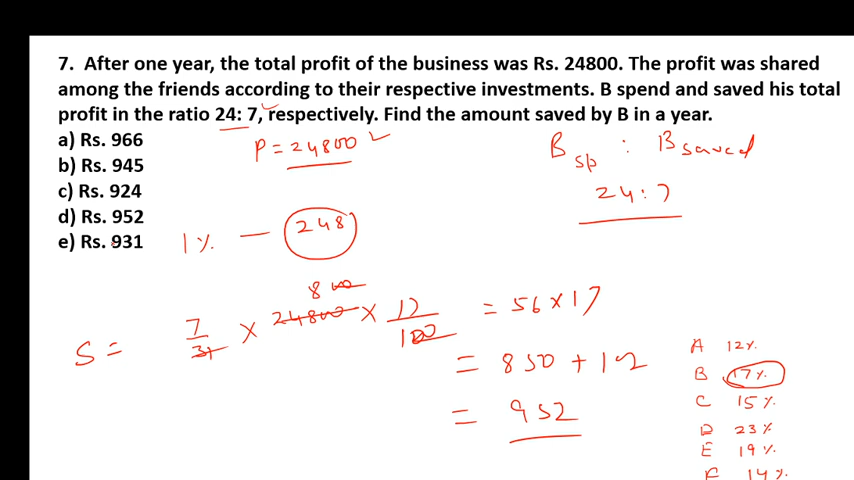 7. After one year, the total profit of the business was Rs. 24800. The profit was shared
among the friends according to their respective investments. B spend and saved his total
profit in the ratio 24: 7, respectively. Find the amount saved by B in a year.
a) Rs. 966
b) Rs. 945
c) Rs. 924
d) Rs. 952
e) Rs. 931
P = 24800
B sp : B saved
24 : 7
1 % — 248
800
S = 7/31 × 24800 × 17/100 = 56 × 17
= 850 + 102
= 952
A 12 %
B 17 %
C 15 %
D 23 %
E 19 %
F 14 %